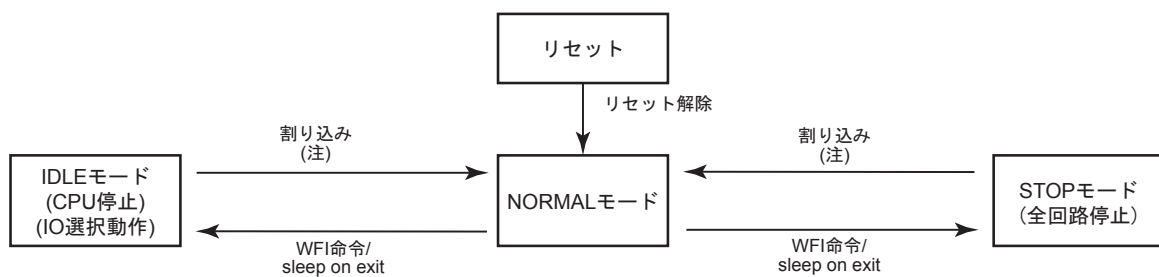 リセット
リセット解除
割り込み
(注)
割り込み
(注)
IDLEモード
(CPU停止)
(IO選択動作)
NORMALモード
STOPモード
（全回路停止）
WFI命令/
sleep on exit
WFI命令/
sleep on exit